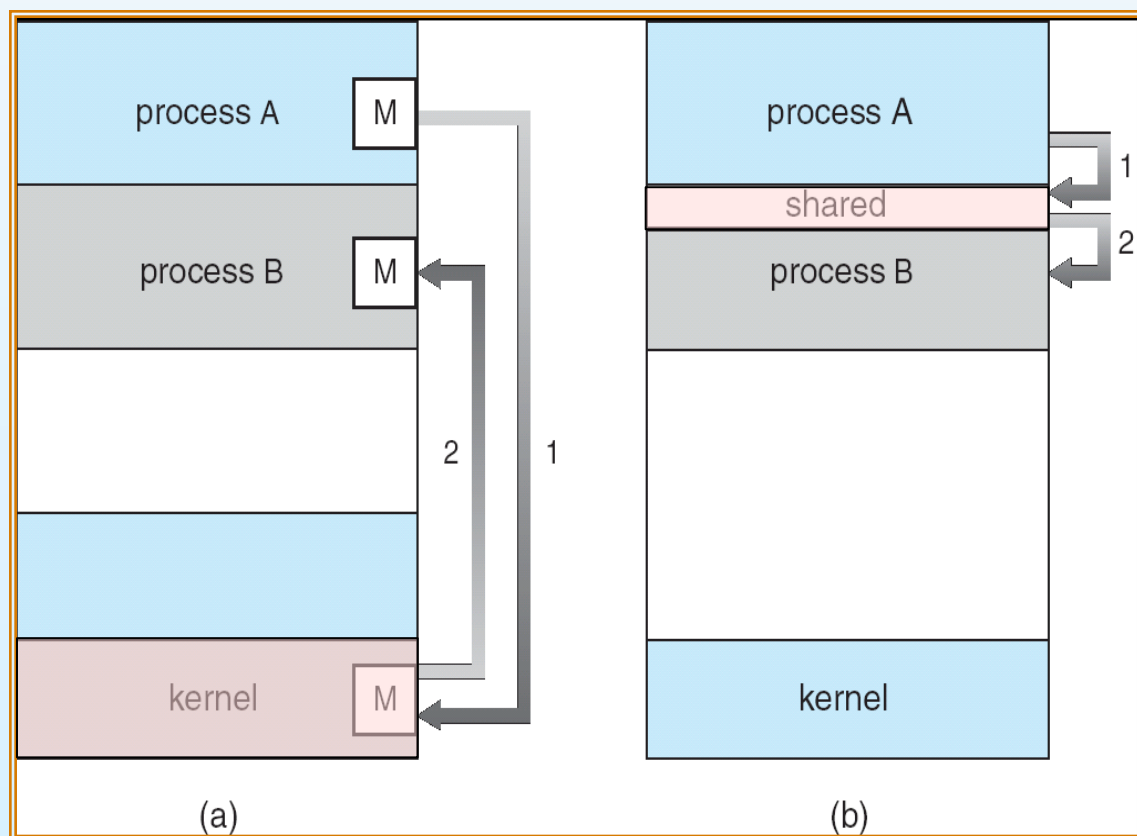 process A
M
process B
M
2
1
kernel
M
(a)
process A
1
shared
2
process B
kernel
(b)